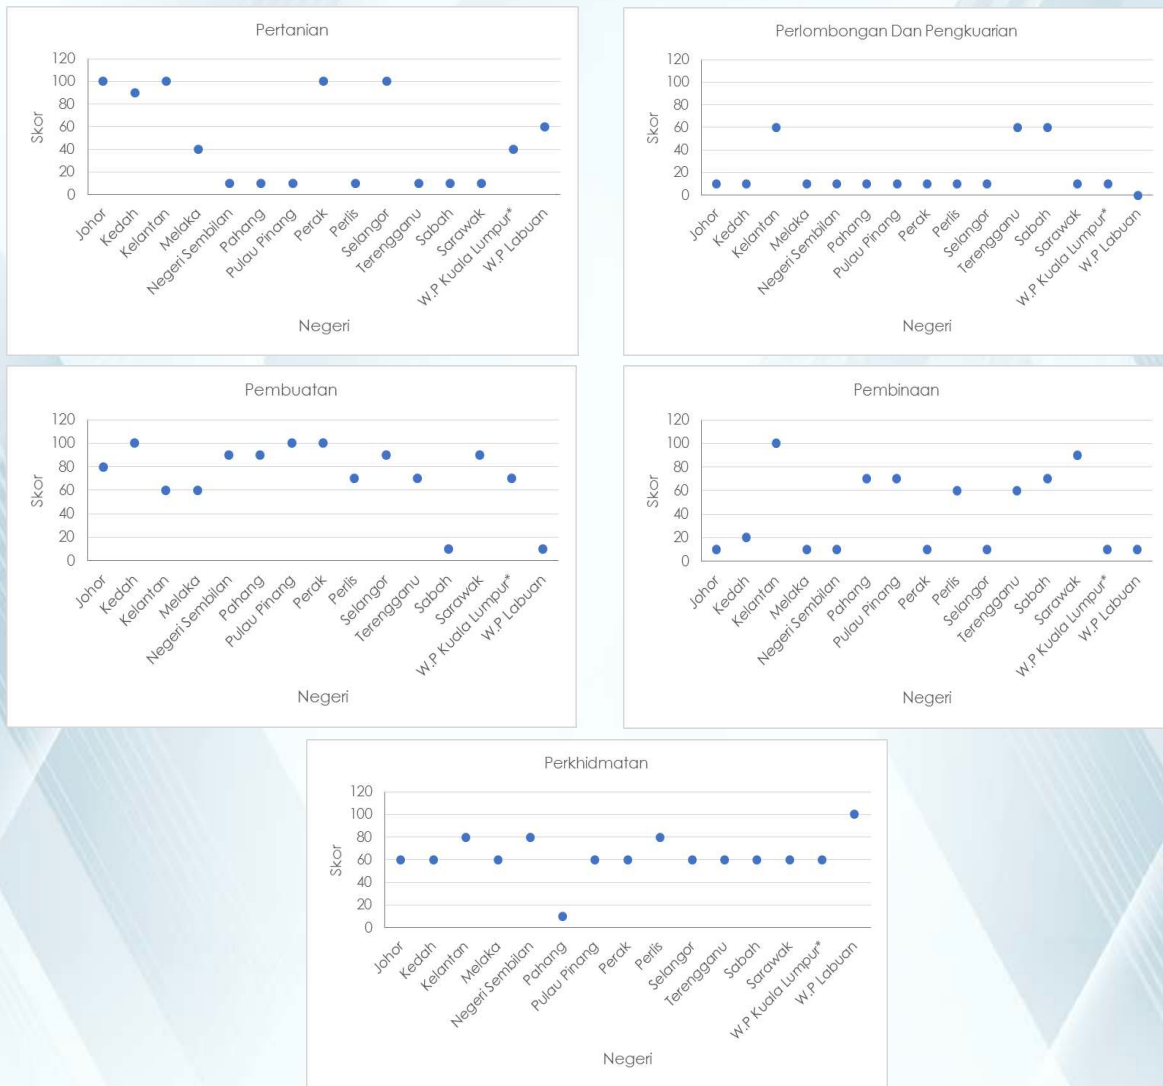 Pertanian
120
100
80
60
40
20
0
Skor
Johor
Kedah
Kelantan
Melaka
Negeri Sembilan
Pahang
Pulau Pinang
Perak
Perlis
Selangor
Terengganu
Sabah
Sarawak
W.P Kuala Lumpur*
W.P Labuan
Negeri
Perlombongan Dan Pengkuarian
120
100
80
60
40
20
0
Skor
Johor
Kedah
Kelantan
Melaka
Negeri Sembilan
Pahang
Pulau Pinang
Perak
Perlis
Selangor
Terengganu
Sabah
Sarawak
W.P Kuala Lumpur*
W.P Labuan
Negeri
Pembuatan
120
100
80
60
40
20
0
Skor
Johor
Kedah
Kelantan
Melaka
Negeri Sembilan
Pahang
Pulau Pinang
Perak
Perlis
Selangor
Terengganu
Sabah
Sarawak
W.P Kuala Lumpur*
W.P Labuan
Negeri
Pembinaan
120
100
80
60
40
20
0
Skor
Johor
Kedah
Kelantan
Melaka
Negeri Sembilan
Pahang
Pulau Pinang
Perak
Perlis
Selangor
Terengganu
Sabah
Sarawak
W.P Kuala Lumpur*
W.P Labuan
Negeri
Perkhidmatan
120
100
80
60
40
20
0
Skor
Johor
Kedah
Kelantan
Melaka
Negeri Sembilan
Pahang
Pulau Pinang
Perak
Perlis
Selangor
Terengganu
Sabah
Sarawak
W.P Kuala Lumpur*
W.P Labuan
Negeri